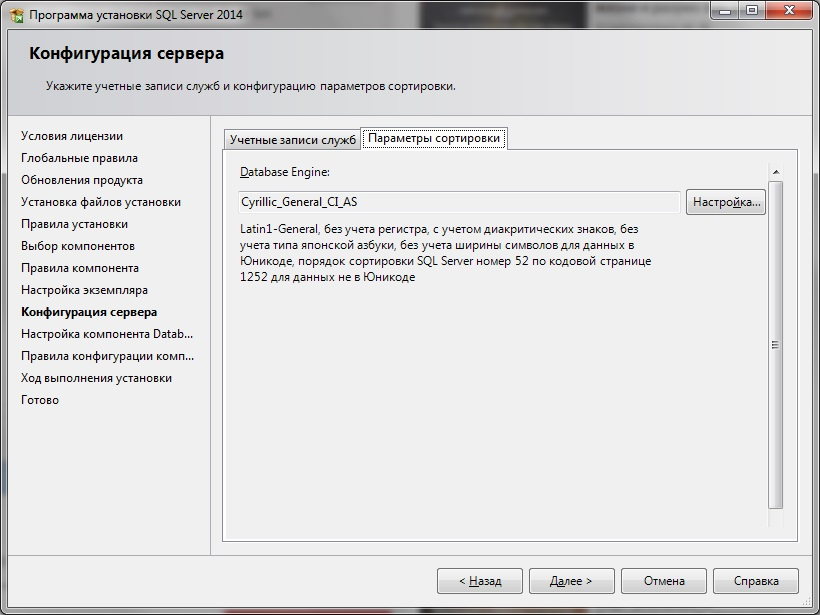 Программа установки SQL Server 2014
Конфигурация сервера
Укажите учетные записи служб и конфигурацию параметров сортировки.
Условия лицензии
Глобальные правила
Обновления продукта
Установка файлов установки
Правила установки
Выбор компонентов
Правила компонента
Настройка экземпляра
Конфигурация сервера
Настройка компонента Datab...
Правила конфигурации комп...
Ход выполнения установки
Готово
Учетные записи служб
Параметры сортировки
Database Engine:
Cyrillic_General_CI_AS
Настройка...
Latin1-General, без учета регистра, с учетом диакритических знаков, без
учета типа японской азбуки, без учета ширины символов для данных в
Юникоде, порядок сортировки SQL Server номер 52 по кодовой странице
1252 для данных не в Юникоде
< Назад
Далее >
Отмена
Справка